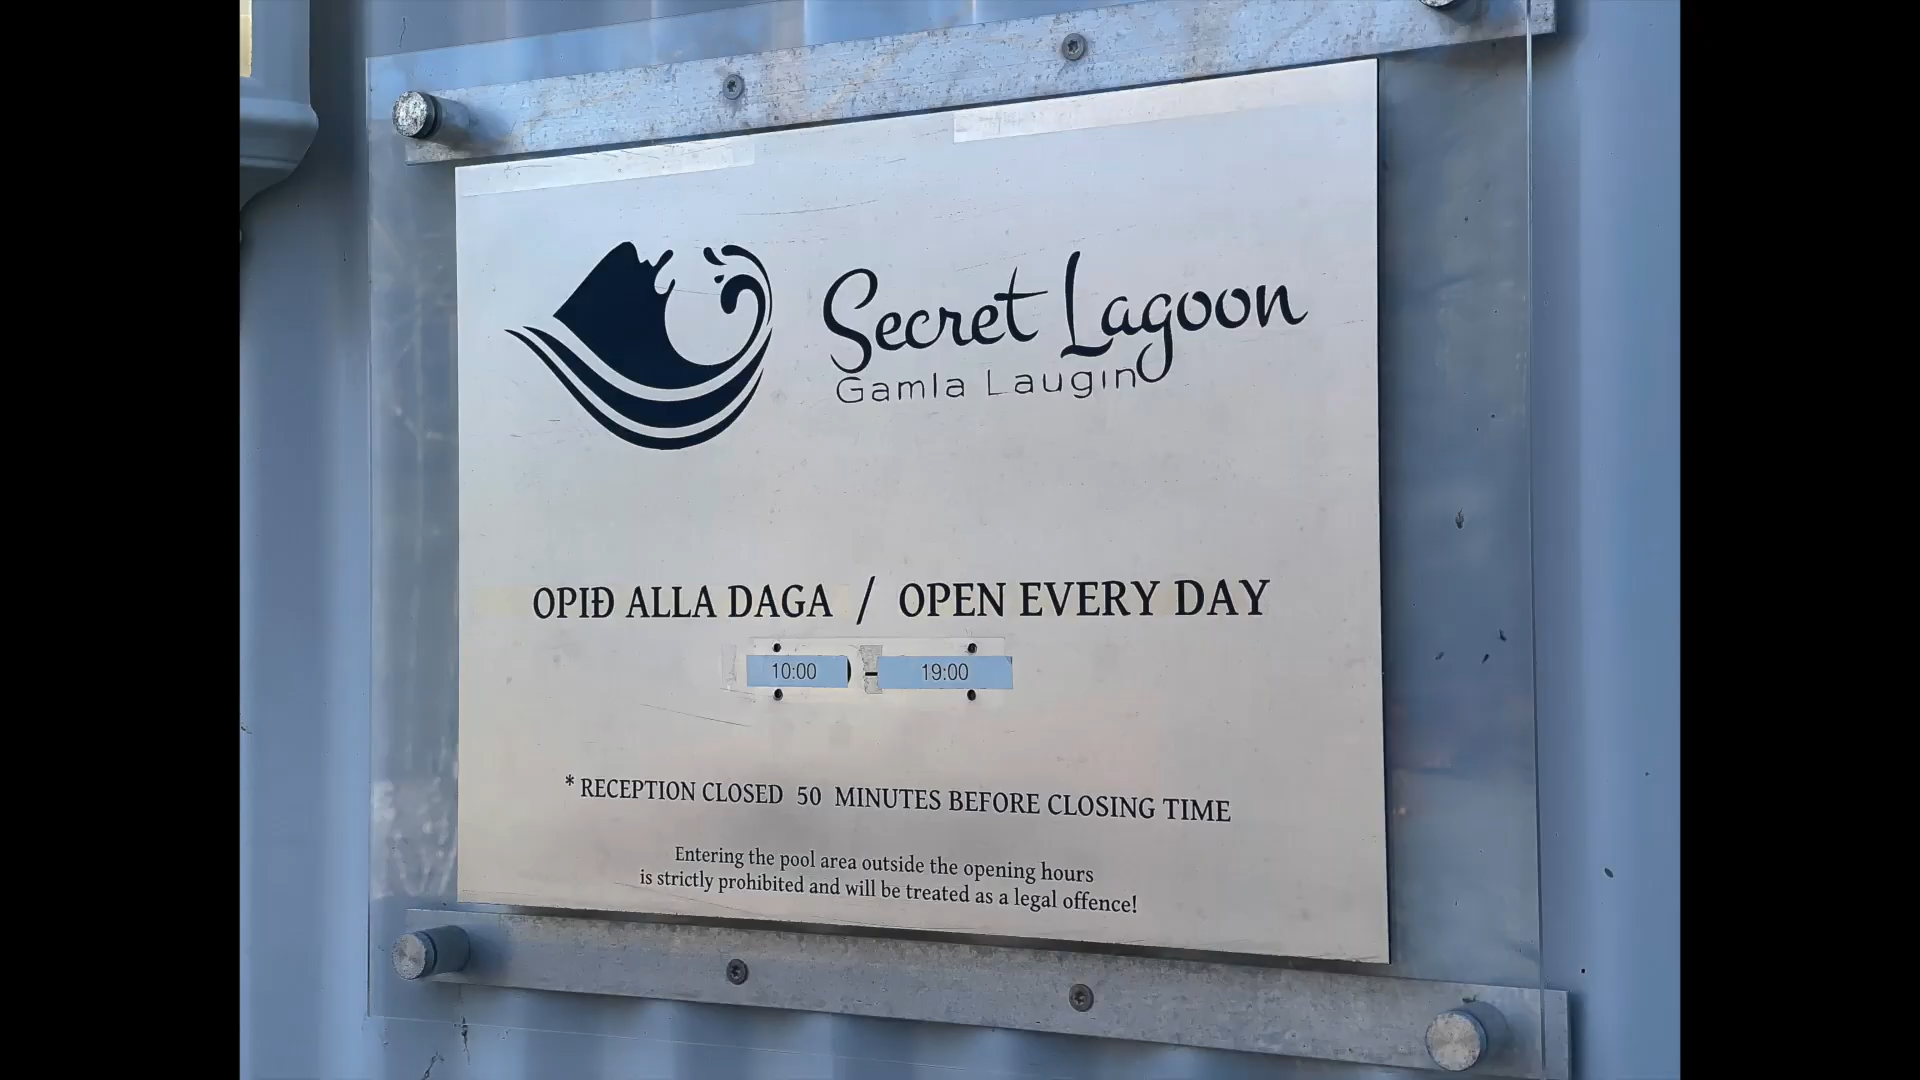 Secret Lagoon
Gamla Laugin
OPIÐ ALLA DAGA / OPEN EVERY DAY
10:00 - 19:00
* RECEPTION CLOSED 50 MINUTES BEFORE CLOSING TIME
Entering the pool area outside the opening hours
is strictly prohibited and will be treated as a legal offence!